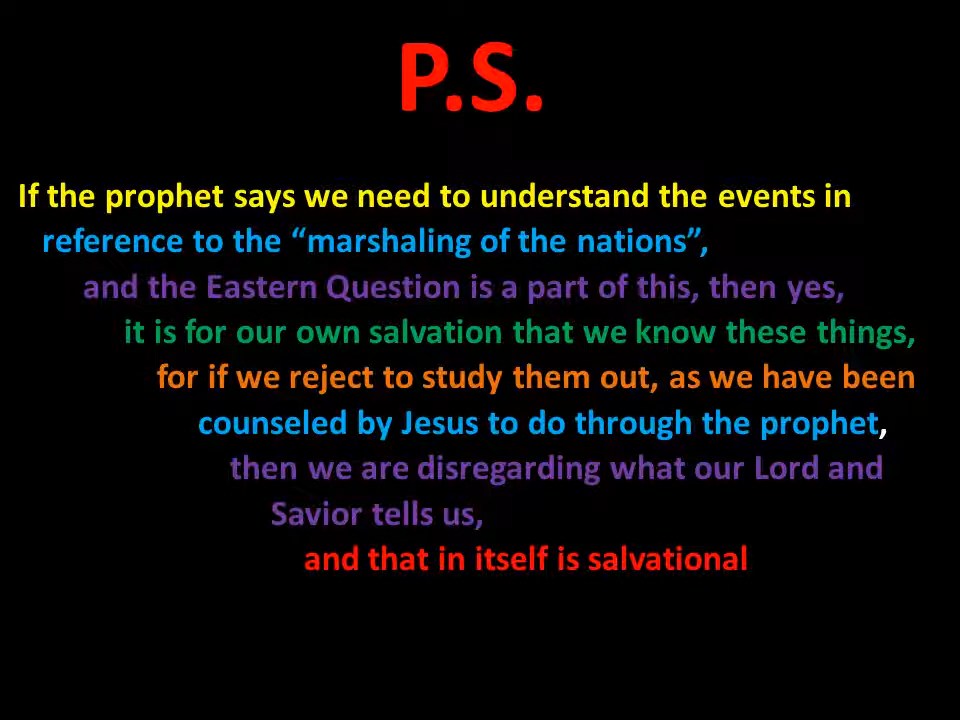 P.S.
If the prophet says we need to understand the events in
reference to the “marshaling of the nations”,
and the Eastern Question is a part of this, then yes,
it is for our own salvation that we know these things,
for if we reject to study them out, as we have been
counseled by Jesus to do through the prophet,
then we are disregarding what our Lord and
Savior tells us,
and that in itself is salvational